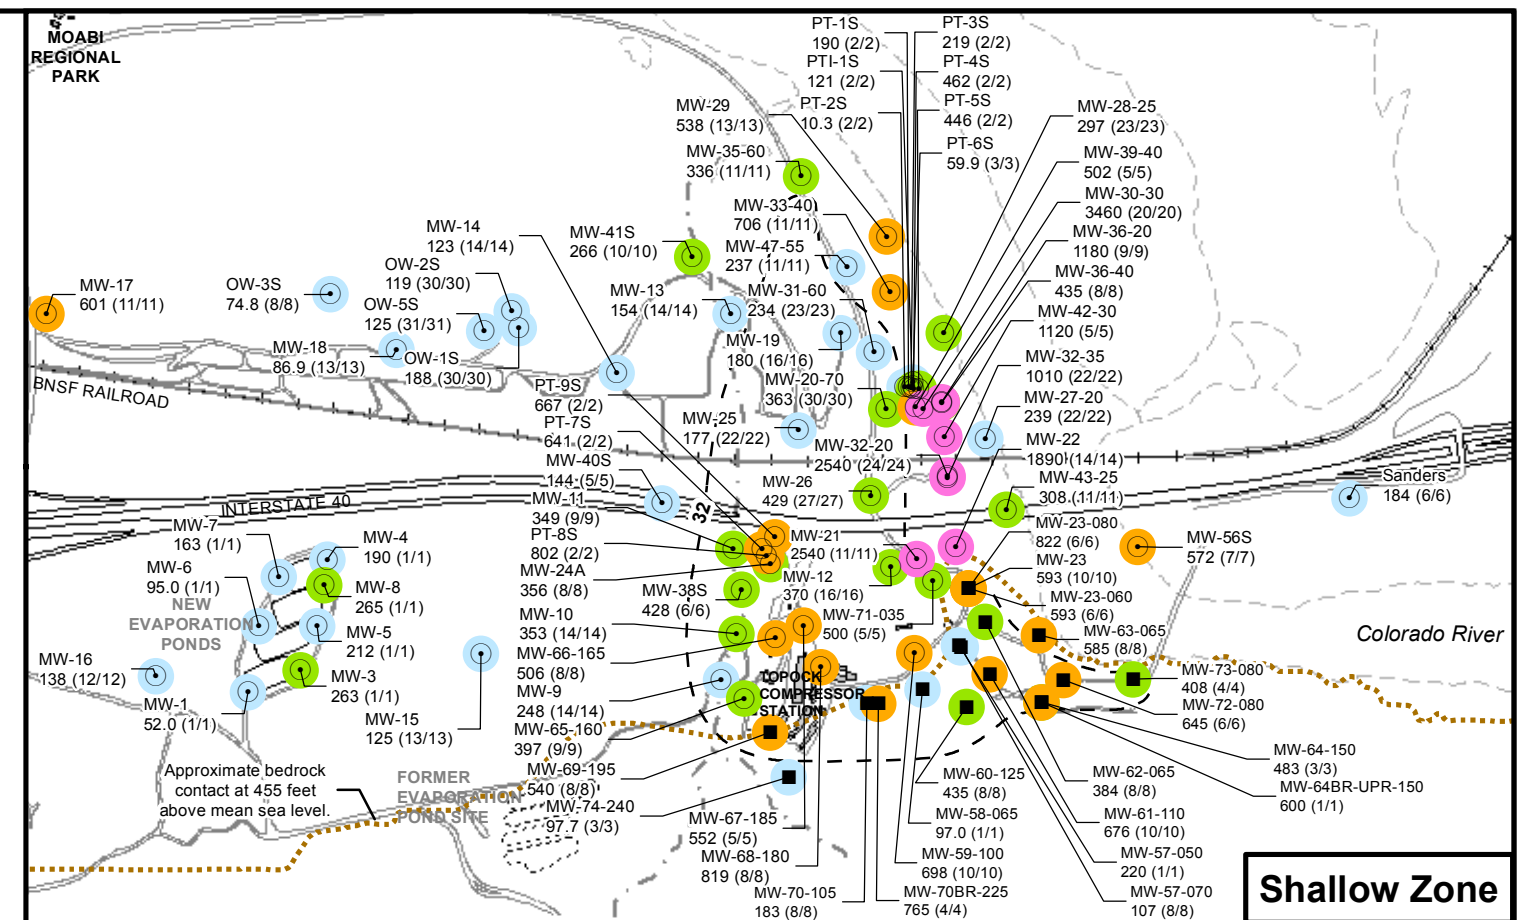 MOABI
REGIONAL
PARK
PT-1S
190 (2/2)
PT-3S
219 (2/2)
PTI-1S
121 (2/2)
PT-4S
462 (2/2)
MW-29
538 (13/13)
PT-2S
10.3 (2/2)
PT-5S
446 (2/2)
MW-28-25
297 (23/23)
PT-6S
59.9 (3/3)
MW-35-60
336 (11/11)
MW-39-40
502 (5/5)
MW-33-40
706 (11/11)
MW-30-30
3460 (20/20)
MW-14
123 (14/14)
MW-41S
266 (10/10)
MW-47-55
237 (11/11)
MW-36-20
1180 (9/9)
OW-2S
119 (30/30)
MW-36-40
435 (8/8)
MW-17
601 (11/11)
OW-3S
74.8 (8/8)
OW-5S
125 (31/31)
MW-13
154 (14/14)
MW-31-60
234 (23/23)
MW-42-30
1120 (5/5)
MW-18
86.9 (13/13)
OW-1S
188 (30/30)
MW-19
180 (16/16)
MW-32-35
1010 (22/22)
BNSF RAILROAD
PT-9S
667 (2/2)
MW-20-70
363 (30/30)
MW-27-20
239 (22/22)
PT-7S
641 (2/2)
MW-25
177 (22/22)
MW-32-20
2540 (24/24)
MW-22
1890 (14/14)
MW-40S
144 (5/5)
MW-26
429 (27/27)
MW-43-25
308 (11/11)
Sanders
184 (6/6)
INTERSTATE 40
MW-11
349 (9/9)
32
MW-7
163 (1/1)
MW-4
190 (1/1)
PT-8S
802 (2/2)
MW-21
2540 (11/11)
MW-23-080
822 (6/6)
MW-56S
572 (7/7)
MW-6
95.0 (1/1)
MW-8
265 (1/1)
MW-24A
356 (8/8)
MW-38S
428 (6/6)
MW-12
370 (16/16)
MW-23
593 (10/10)
MW-23-060
593 (6/6)
NEW
EVAPORATION
PONDS
MW-5
212 (1/1)
MW-10
353 (14/14)
MW-71-035
500 (5/5)
MW-63-065
585 (8/8)
Colorado River
MW-16
138 (12/12)
MW-3
263 (1/1)
MW-66-165
506 (8/8)
MW-73-080
408 (4/4)
MW-1
52.0 (1/1)
MW-15
125 (13/13)
MW-9
248 (14/14)
TOPOCK
COMPRESSOR
STATION
MW-72-080
645 (6/6)
MW-65-160
397 (9/9)
MW-64-150
483 (3/3)
Approximate bedrock
contact at 455 feet
above mean sea level.
FORMER
EVAPORATION
POND SITE
MW-69-195
540 (8/8)
MW-60-125
435 (8/8)
MW-62-065
384 (8/8)
MW-64BR-UPR-150
600 (1/1)
MW-74-240
97.7 (3/3)
MW-67-185
552 (5/5)
MW-58-065
97.0 (1/1)
MW-61-110
676 (10/10)
MW-68-180
819 (8/8)
MW-59-100
698 (10/10)
MW-57-050
220 (1/1)
MW-70-105
183 (8/8)
MW-70BR-225
765 (4/4)
MW-57-070
107 (8/8)
Shallow Zone